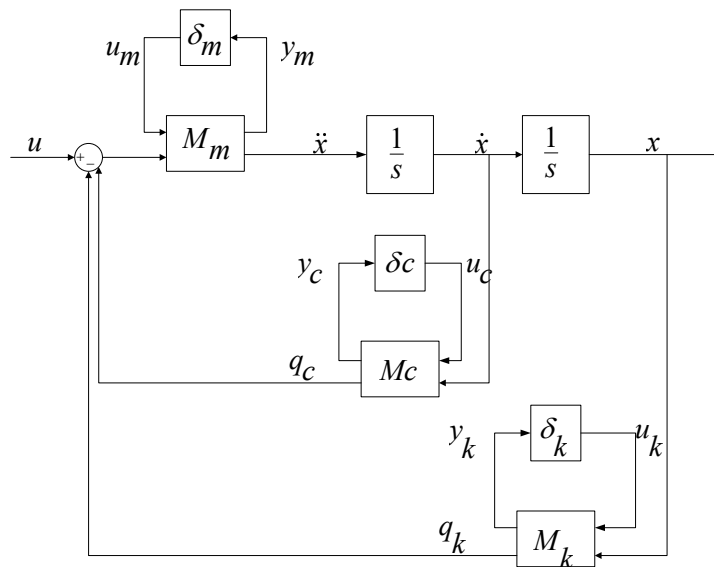 δ_m
u_m
y_m
u
+
−
M_m
ẍ
1/s
ẋ
1/s
x
y_c
δc
u_c
q_c
Mc
y_k
δ_k
u_k
q_k
M_k